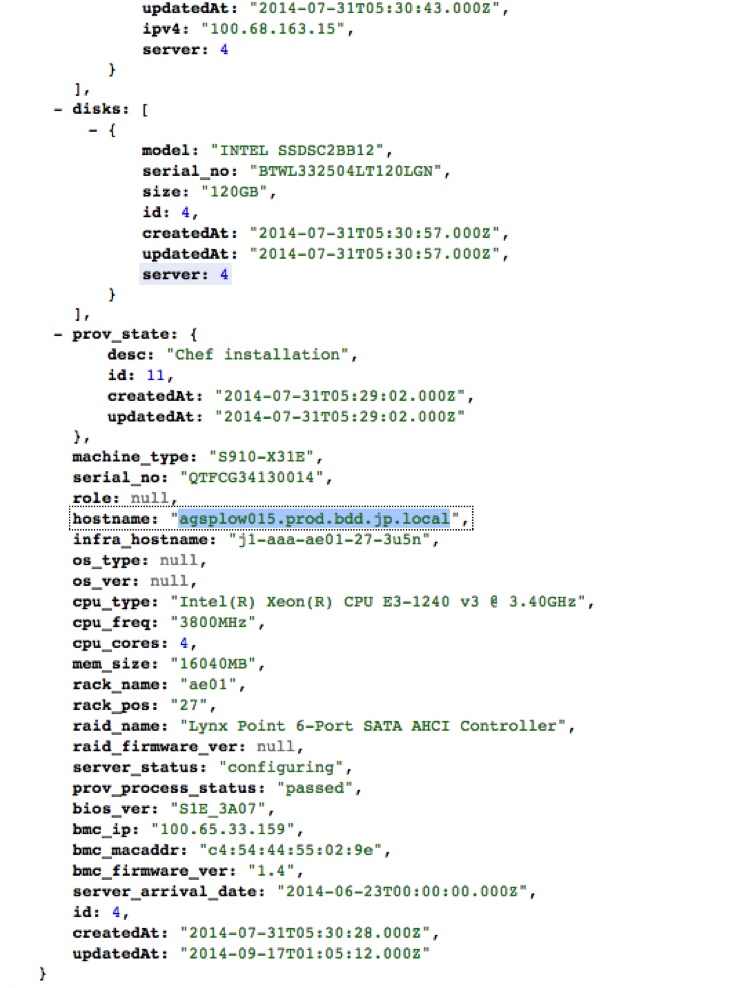 updatedAt: "2014-07-31T05:30:43.000Z",
ipv4: "100.68.163.15",
server: 4
}
],
- disks: [
- {
model: "INTEL SSDSC2BB12",
serial_no: "BTWL332504LT120LGN",
size: "120GB",
id: 4,
createdAt: "2014-07-31T05:30:57.000Z",
updatedAt: "2014-07-31T05:30:57.000Z",
server: 4
}
],
- prov_state: {
desc: "Chef installation",
id: 11,
createdAt: "2014-07-31T05:29:02.000Z",
updatedAt: "2014-07-31T05:29:02.000Z"
},
machine_type: "S910-X31E",
serial_no: "QTFCG34130014",
role: null,
hostname: "agsplow015.prod.bdd.jp.local",
infra_hostname: "j1-aaa-ae01-27-3u5n",
os_type: null,
os_ver: null,
cpu_type: "Intel(R) Xeon(R) CPU E3-1240 v3 @ 3.40GHz",
cpu_freq: "3800MHz",
cpu_cores: 4,
mem_size: "16040MB",
rack_name: "ae01",
rack_pos: "27",
raid_name: "Lynx Point 6-Port SATA AHCI Controller",
raid_firmware_ver: null,
server_status: "configuring",
prov_process_status: "passed",
bios_ver: "S1E_3A07",
bmc_ip: "100.65.33.159",
bmc_macaddr: "c4:54:44:55:02:9e",
bmc_firmware_ver: "1.4",
server_arrival_date: "2014-06-23T00:00:00.000Z",
id: 4,
createdAt: "2014-07-31T05:30:28.000Z",
updatedAt: "2014-09-17T01:05:12.000Z"
}